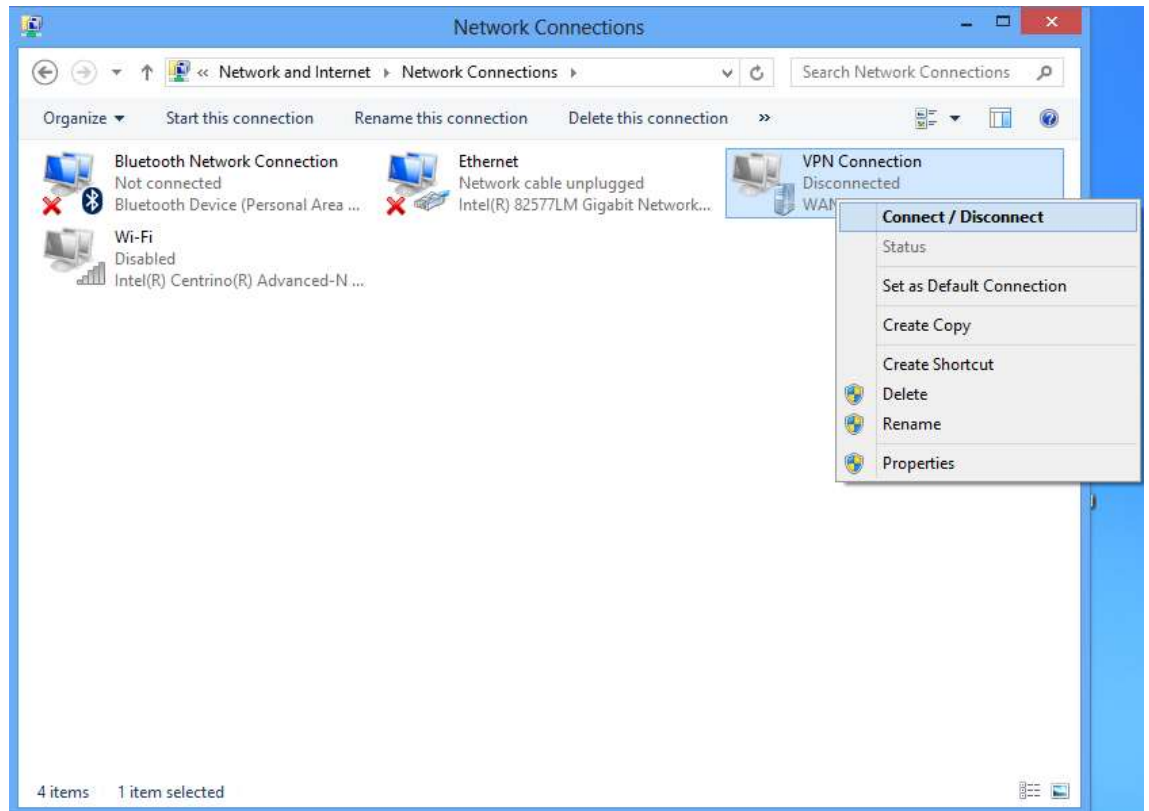 Network Connections
« Network and Internet ▸ Network Connections ▸
Search Network Connections
Organize ▾ Start this connection Rename this connection Delete this connection »
Bluetooth Network Connection
Not connected
Bluetooth Device (Personal Area ...
Ethernet
Network cable unplugged
Intel(R) 82577LM Gigabit Network...
VPN Connection
Disconnected
WAN
Wi-Fi
Disabled
Intel(R) Centrino(R) Advanced-N ...
Connect / Disconnect
Status
Set as Default Connection
Create Copy
Create Shortcut
Delete
Rename
Properties
4 items 1 item selected